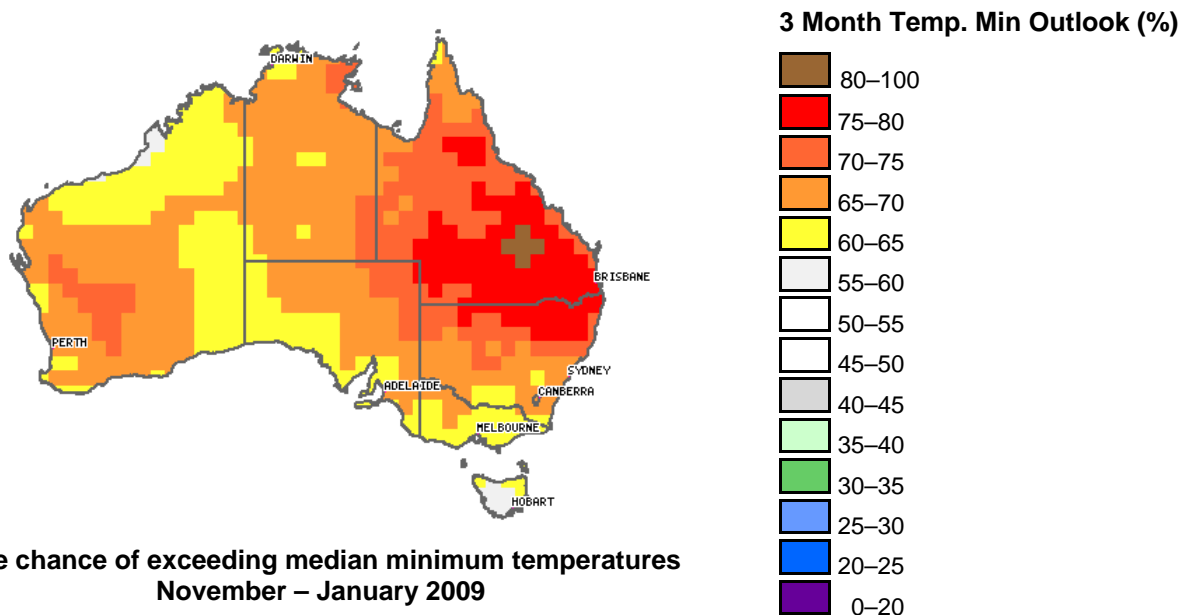 3 Month Temp. Min Outlook (%)
DARWIN
BRISBANE
PERTH
SYDNEY
ADELAIDE
CANBERRA
MELBOURNE
HOBART
80–100
75–80
70–75
65–70
60–65
55–60
50–55
45–50
40–45
35–40
30–35
25–30
20–25
0–20
e chance of exceeding median minimum temperatures
November – January 2009